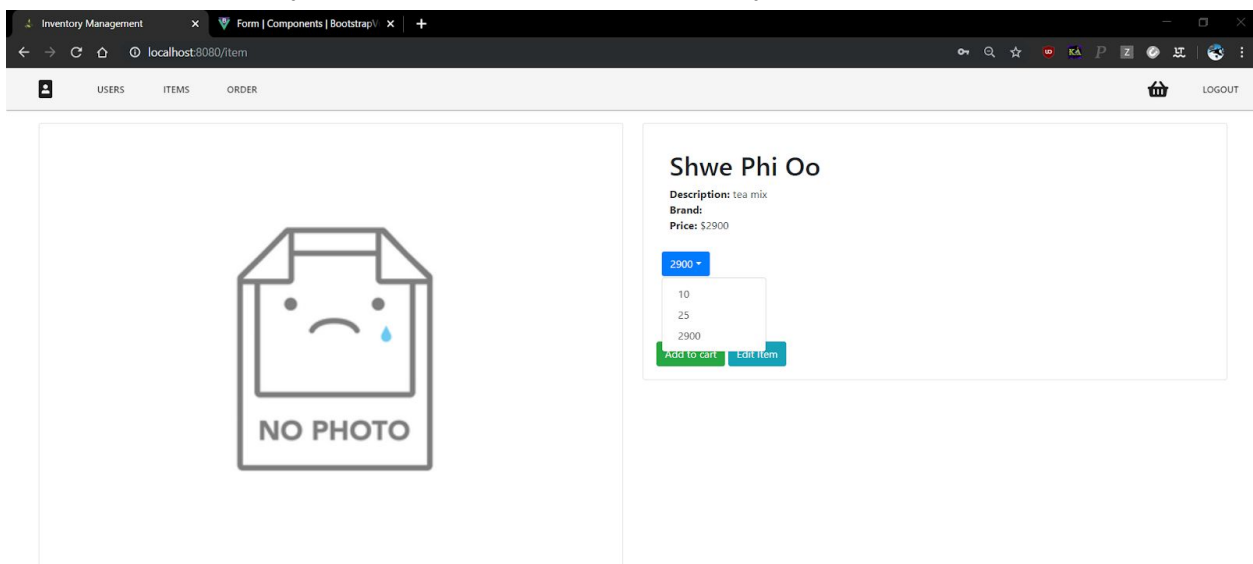 Inventory Management
Form | Components | BootstrapV
localhost:8080/item
USERS ITEMS ORDER LOGOUT
Shwe Phi Oo
Description: tea mix
Brand:
Price: $2900
2900
10
25
2900
Add to cart Edit Item
NO PHOTO